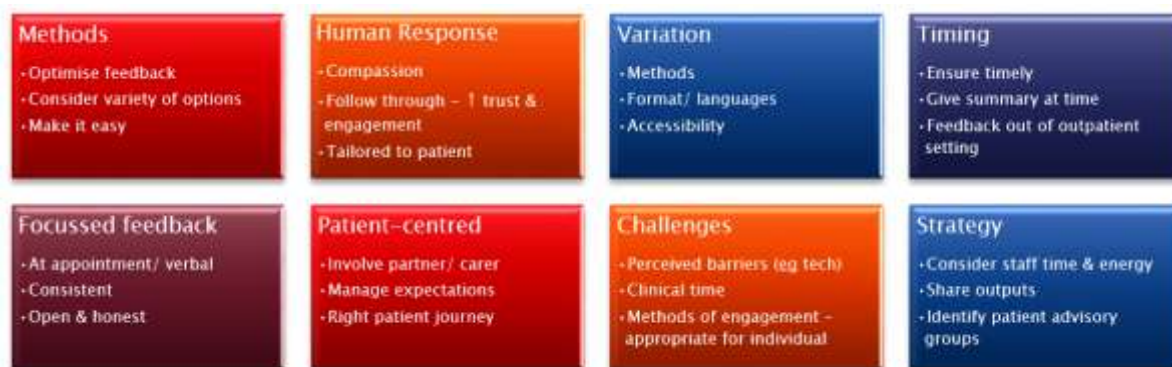 Methods
•Optimise feedback
•Consider variety of options
•Make it easy
Human Response
•Compassion
•Follow through – ↑ trust &
engagement
•Tailored to patient
Variation
•Methods
•Format/ languages
•Accessibility
Timing
•Ensure timely
•Give summary at time
•Feedback out of outpatient
setting
Focussed feedback
•At appointment/ verbal
•Consistent
•Open & honest
Patient-centred
•Involve partner/ carer
•Manage expectations
•Right patient journey
Challenges
•Perceived barriers (eg tech)
•Clinical time
•Methods of engagement –
appropriate for individual
Strategy
•Consider staff time & energy
•Share outputs
•Identify patient advisory
groups